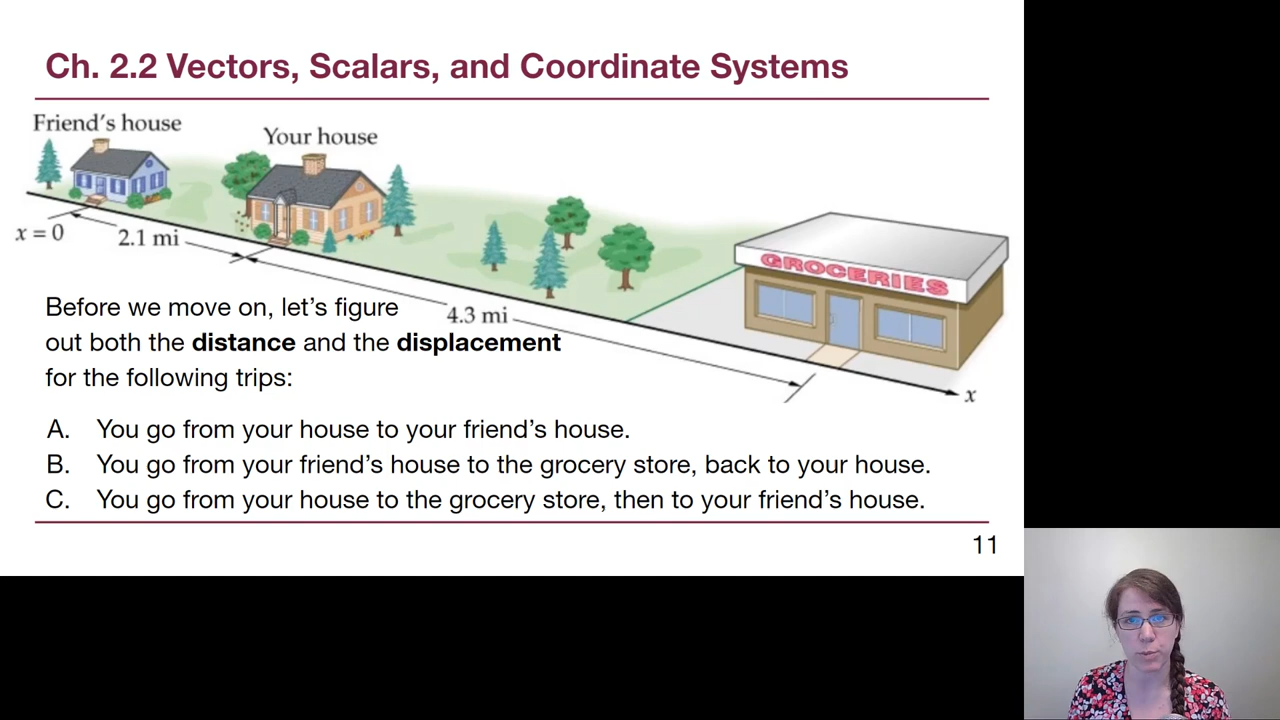 Ch. 2.2 Vectors, Scalars, and Coordinate Systems
Friend's house
Your house
x = 0
2.1 mi
GROCERIES
4.3 mi
x
Before we move on, let’s figure
out both the distance and the displacement
for the following trips:
A. You go from your house to your friend’s house.
B. You go from your friend’s house to the grocery store, back to your house.
C. You go from your house to the grocery store, then to your friend’s house.
11